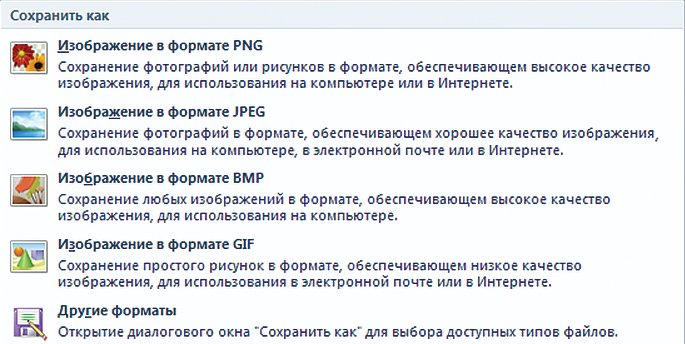 Сохранить как
Изображение в формате PNG
Сохранение фотографий или рисунков в формате, обеспечивающем высокое качество
изображения, для использования на компьютере или в Интернете.
Изображение в формате JPEG
Сохранение фотографий в формате, обеспечивающем хорошее качество изображения,
для использования на компьютере, в электронной почте или в Интернете.
Изображение в формате BMP
Сохранение любых изображений в формате, обеспечивающем высокое качество
изображения, для использования на компьютере.
Изображение в формате GIF
Сохранение простого рисунок в формате, обеспечивающем низкое качество
изображения, для использования в электронной почте или в Интернете.
Другие форматы
Открытие диалогового окна "Сохранить как" для выбора доступных типов файлов.